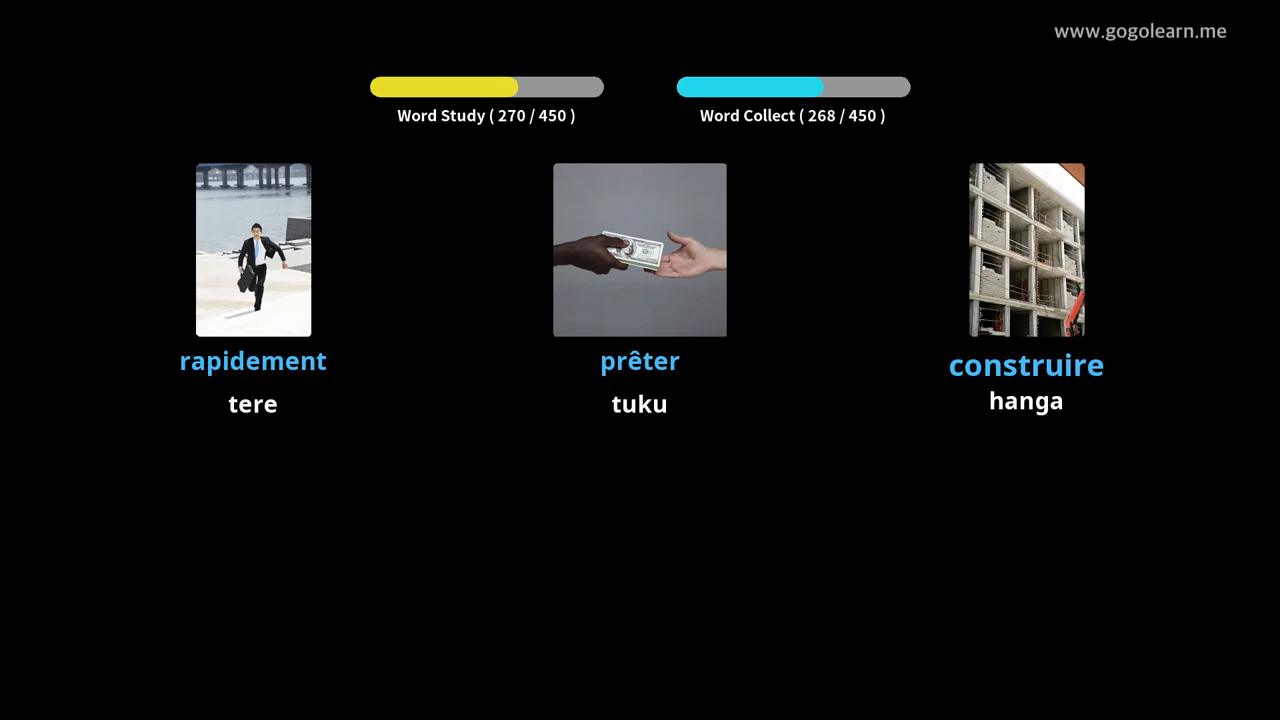 www.gogolearn.me
Word Study ( 270 / 450 )
Word Collect ( 268 / 450 )
rapidement
tere
prêter
tuku
construire
hanga